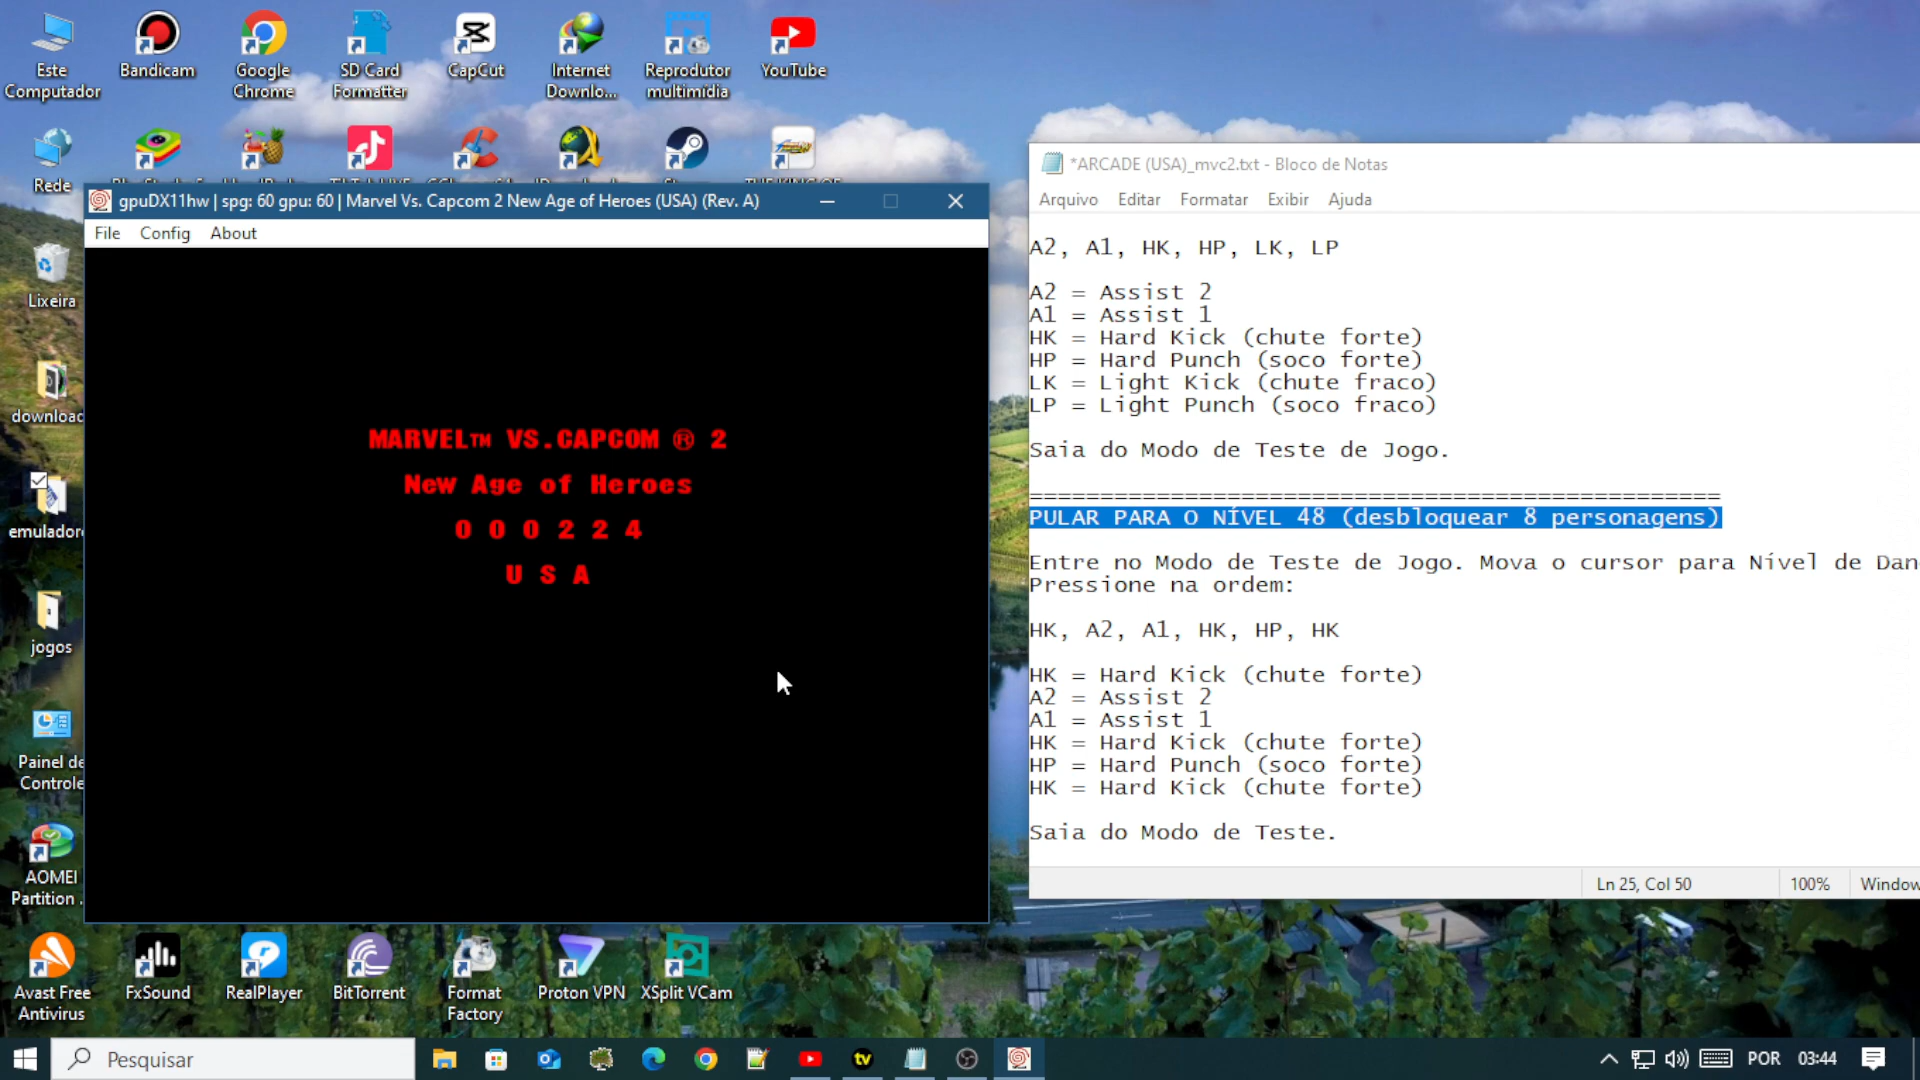 Este
Computador
Bandicam
Google
Chrome
SD Card
Formatter
CapCut
Internet
Downlo...
Reprodutor
multimídia
YouTube
Rede
gpuDX11hw | spg: 60 gpu: 60 | Marvel Vs. Capcom 2 New Age of Heroes (USA) (Rev. A)
File Config About
MARVEL™ VS.CAPCOM ® 2
New Age of Heroes
0 0 0 2 2 4
U S A
*ARCADE (USA)_mvc2.txt - Bloco de Notas
Arquivo Editar Formatar Exibir Ajuda
A2, A1, HK, HP, LK, LP
A2 = Assist 2
A1 = Assist 1
HK = Hard Kick (chute forte)
HP = Hard Punch (soco forte)
LK = Light Kick (chute fraco)
LP = Light Punch (soco fraco)
Saia do Modo de Teste de Jogo.
=================================================
PULAR PARA O NÍVEL 48 (desbloquear 8 personagens)
Entre no Modo de Teste de Jogo. Mova o cursor para Nível de Dan
Pressione na ordem:
HK, A2, A1, HK, HP, HK
HK = Hard Kick (chute forte)
A2 = Assist 2
A1 = Assist 1
HK = Hard Kick (chute forte)
HP = Hard Punch (soco forte)
HK = Hard Kick (chute forte)
Saia do Modo de Teste.
Ln 25, Col 50 100% Window
Lixeira
download
emuladore
jogos
Painel de
Controle
AOMEI
Partition .
Avast Free
Antivirus
FxSound
RealPlayer
BitTorrent
Format
Factory
Proton VPN
XSplit VCam
Pesquisar
tv
POR 03:44